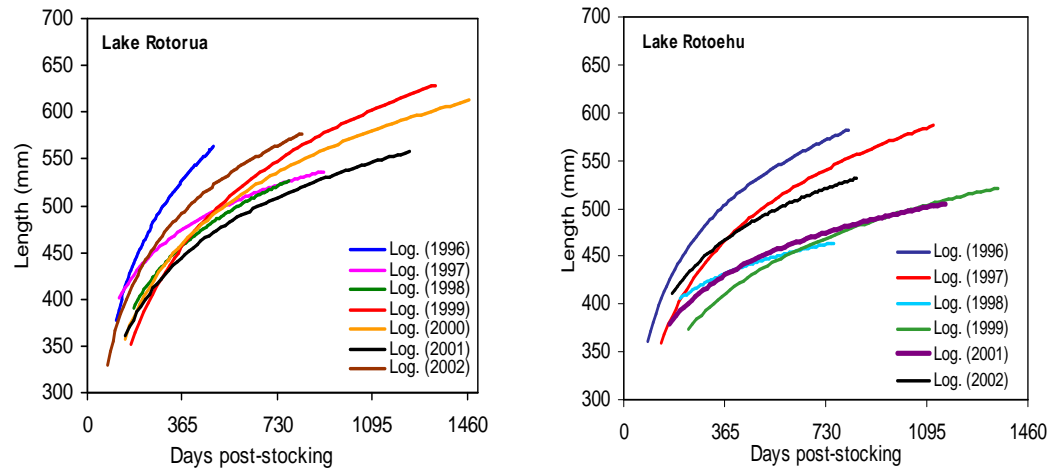 Lake Rotorua
Length (mm)
700
650
600
550
500
450
400
350
300
0 365 730 1095 1460
Days post-stocking
Log. (1996)
Log. (1997)
Log. (1998)
Log. (1999)
Log. (2000)
Log. (2001)
Log. (2002)
Lake Rotoehu
Length (mm)
700
650
600
550
500
450
400
350
300
0 365 730 1095 1460
Days post-stocking
Log. (1996)
Log. (1997)
Log. (1998)
Log. (1999)
Log. (2001)
Log. (2002)